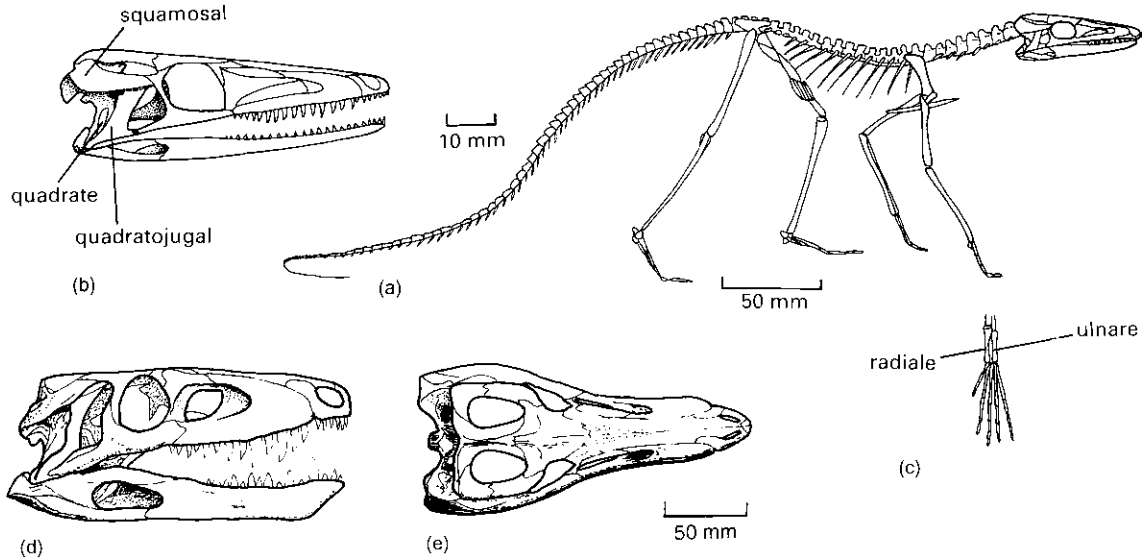 squamosal
10 mm
quadrate
quadratojugal
(b)
(a)
50 mm
radiale
ulnare
(c)
50 mm
(d)
(e)